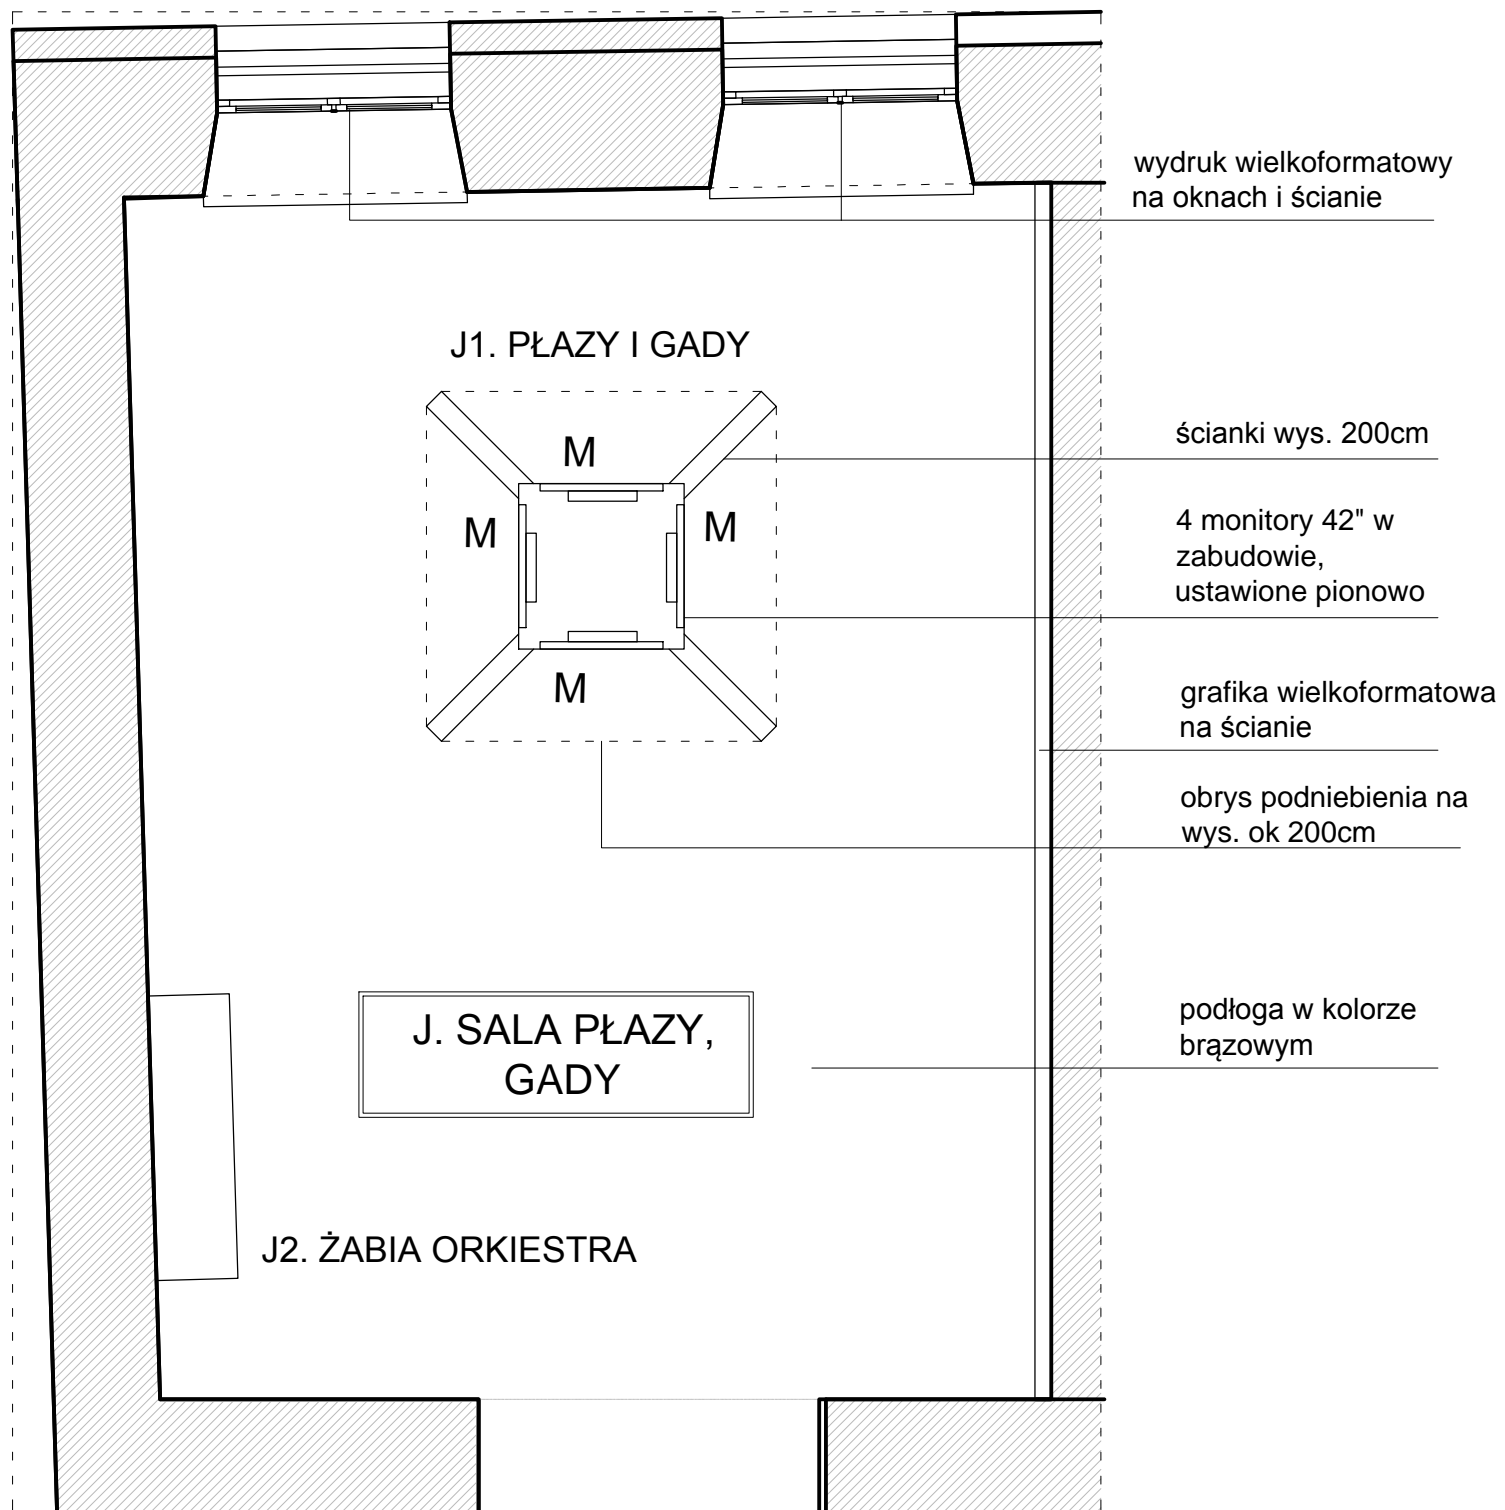 wydruk wielkoformatowy
na oknach i ścianie
J1. PŁAZY I GADY
ścianki wys. 200cm
M
M
M
4 monitory 42" w
zabudowie,
ustawione pionowo
M
grafika wielkoformatowa
na ścianie
obrys podniebienia na
wys. ok 200cm
J. SALA PŁAZY,
GADY
podłoga w kolorze
brązowym
J2. ŻABIA ORKIESTRA